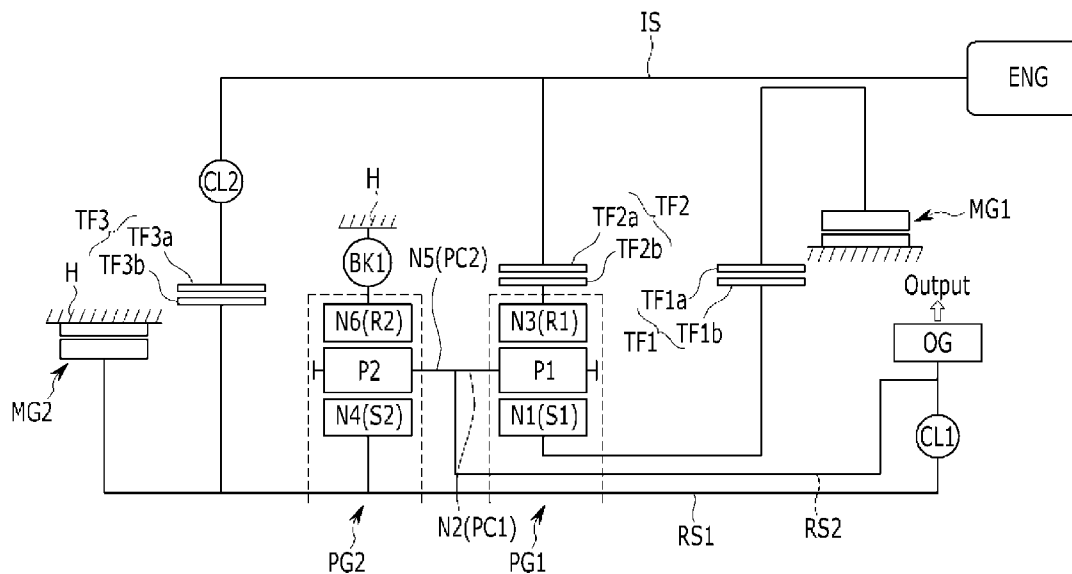 IS
ENG
CL2
H
TF2a
TF2
TF2b
MG1
TF3
TF3a
TF3b
H
BK1
N5(PC2)
TF1a
TF1
TF1b
Output
OG
N6(R2)
N3(R1)
P2
P1
N4(S2)
N1(S1)
MG2
CL1
N2(PC1)
RS1
RS2
PG2
PG1